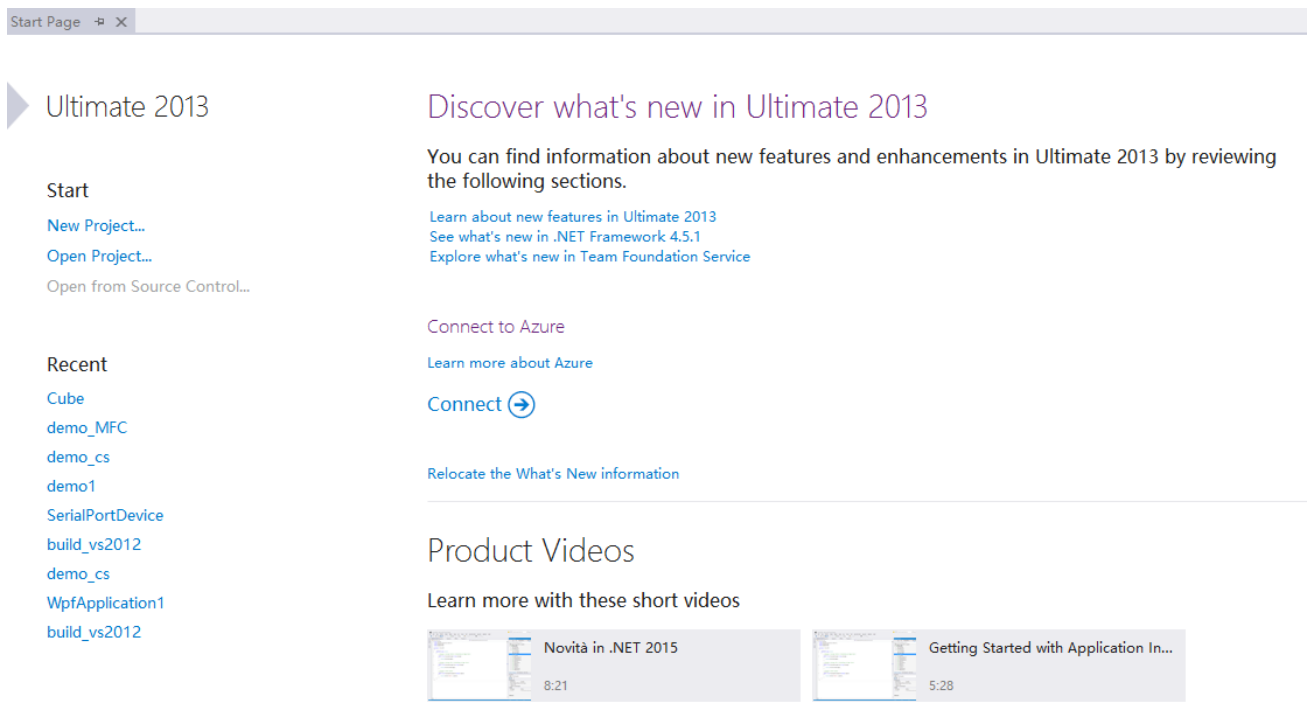 Start Page
Ultimate 2013
Start
New Project...
Open Project...
Open from Source Control...
Recent
Cube
demo_MFC
demo_cs
demo1
SerialPortDevice
build_vs2012
demo_cs
WpfApplication1
build_vs2012
Discover what's new in Ultimate 2013
You can find information about new features and enhancements in Ultimate 2013 by reviewing
the following sections.
Learn about new features in Ultimate 2013
See what's new in .NET Framework 4.5.1
Explore what's new in Team Foundation Service
Connect to Azure
Learn more about Azure
Connect
Relocate the What's New information
Product Videos
Learn more with these short videos
Novità in .NET 2015
8:21
Getting Started with Application In...
5:28